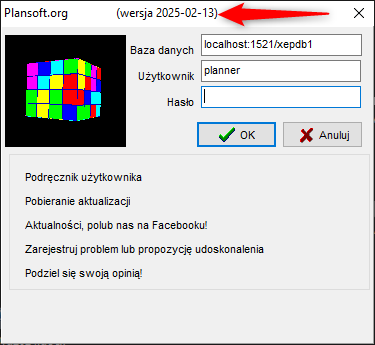 Plansoft.org (wersja 2025-02-13)
Baza danych localhost:1521/xepdb1
Użytkownik planner
Hasło
OK Anuluj
Podręcznik użytkownika
Pobieranie aktualizacji
Aktualności, polub nas na Facebooku!
Zarejestruj problem lub propozycję udoskonalenia
Podziel się swoją opinią!